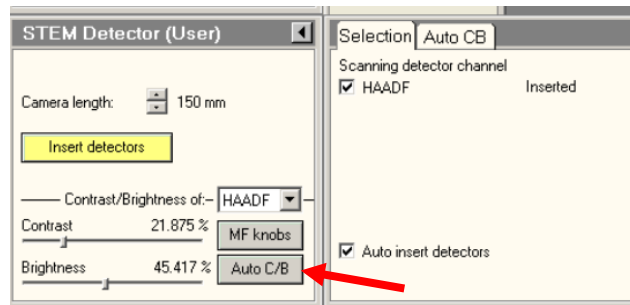 STEM Detector (User)
Camera length: 150 mm
Insert detectors
Contrast/Brightness of:
HAADF
Contrast 21.875 %
MF knobs
Brightness 45.417 %
Auto C/B
Selection
Auto CB
Scanning detector channel
HAADF Inserted
Auto insert detectors